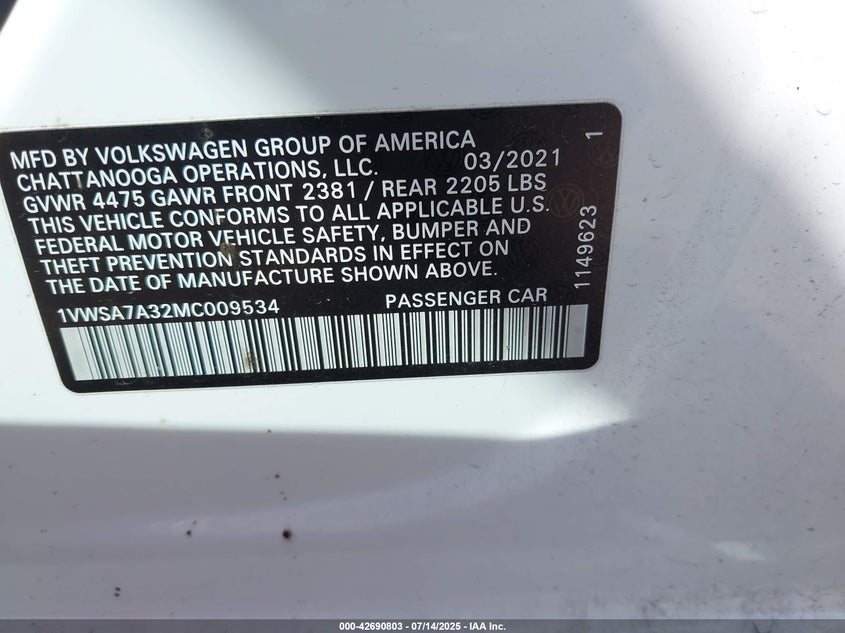 MFD BY VOLKSWAGEN GROUP OF AMERICA
CHATTANOOGA OPERATIONS, LLC. 03/2021 1
GVWR 4475 GAWR FRONT 2381 / REAR 2205 LBS
THIS VEHICLE CONFORMS TO ALL APPLICABLE U.S.
FEDERAL MOTOR VEHICLE SAFETY, BUMPER AND
THEFT PREVENTION STANDARDS IN EFFECT ON
THE DATE OF MANUFACTURE SHOWN ABOVE.
1149623
1VWSA7A32MC009534 PASSENGER CAR
000-42690803 / 07/14/2025 - IAA Inc.